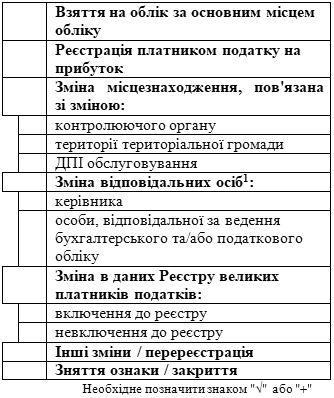 Взяття на облік за основним місцем
обліку
Реєстрація платником податку на
прибуток
Зміна місцезнаходження, пов'язана
зі зміною:
контролюючого органу
території територіальної громади
ДПІ обслуговування
Зміна відповідальних осіб¹:
керівника
особи, відповідальної за ведення
бухгалтерського та/або податкового
обліку
Зміна в даних Реєстру великих
платників податків:
включення до реєстру
невключення до реєстру
Інші зміни / перереєстрація
Зняття ознаки / закриття
Необхідне позначити знаком "√" або "+"